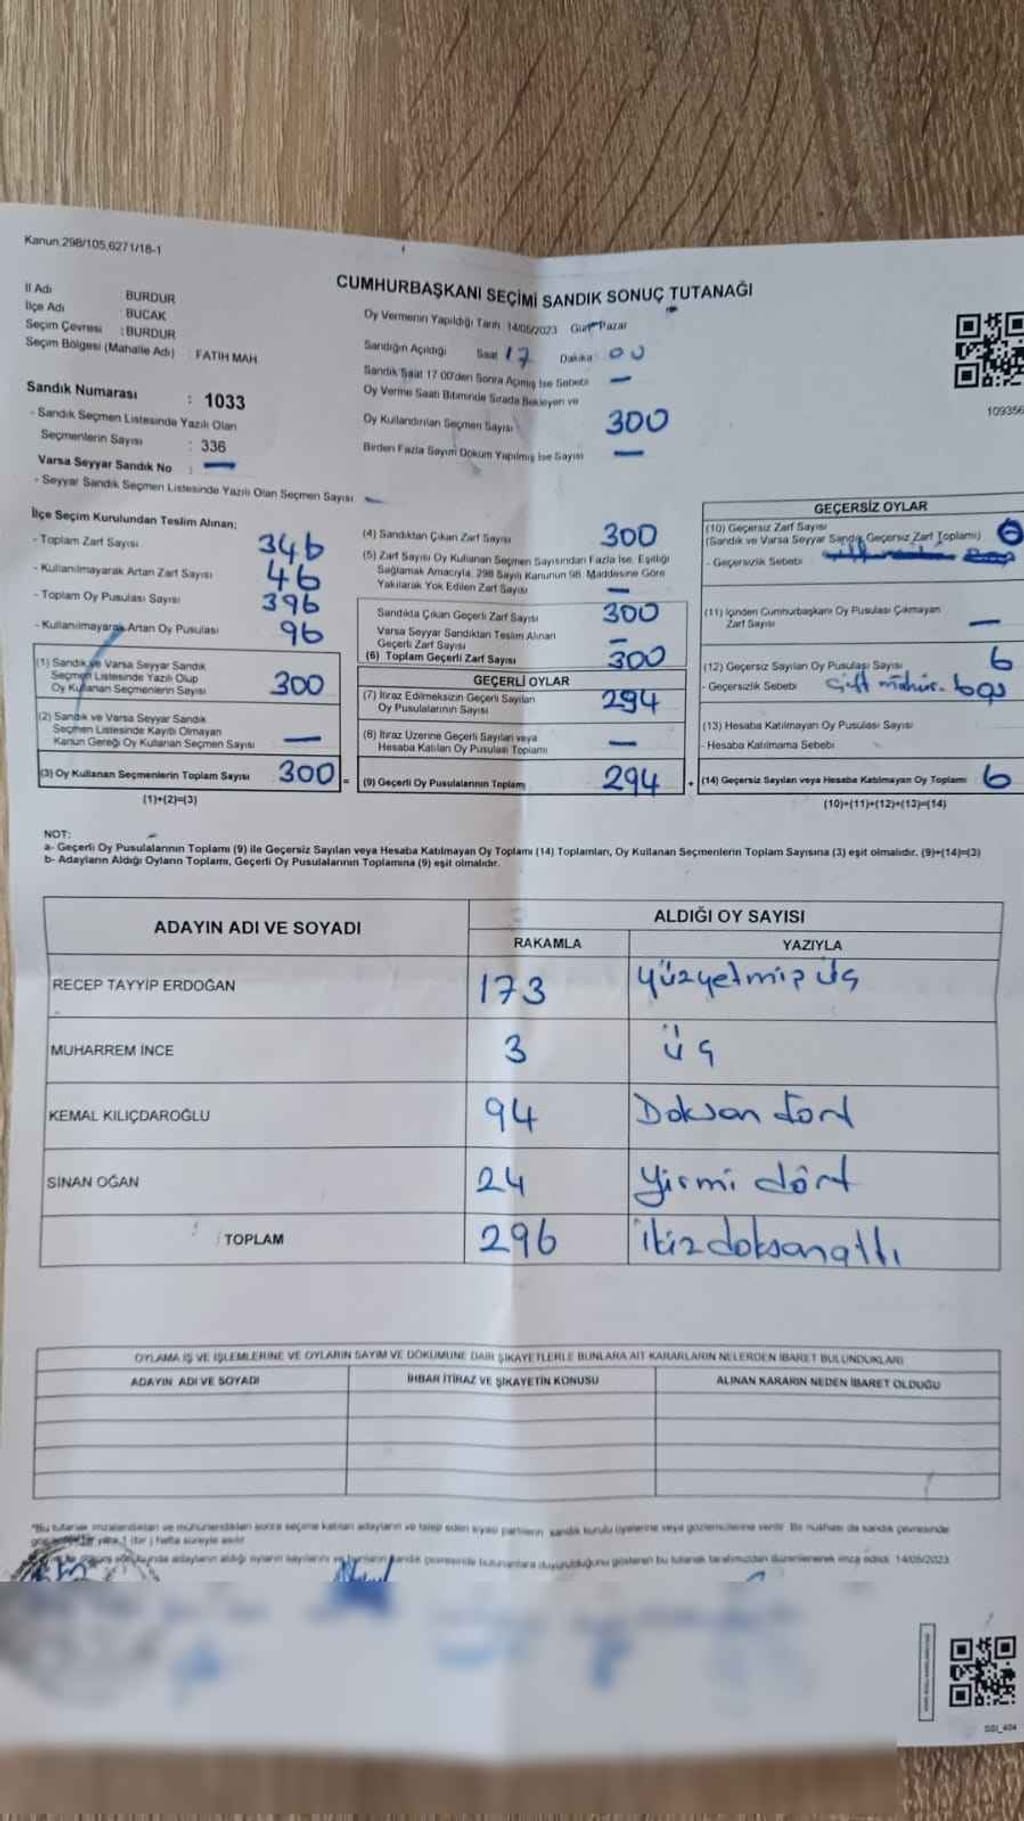 Kanun 298/105,6271/18-1
CUMHURBAŞKANI SEÇİMİ SANDIK SONUÇ TUTANAĞI
İl Adı BURDUR
İlçe Adı BUCAK
Seçim Çevresi : BURDUR
Seçim Bölgesi (Mahalle Adı) FATİH MAH.
Sandık Numarası : 1033
- Sandık Seçmen Listesinde Yazılı Olan
Seçmenlerin Sayısı : 336
Varsa Seyyar Sandık No : —
- Seyyar Sandık Seçmen Listesinde Yazılı Olan Seçmen Sayısı —
Oy Vermenin Yapıldığı Tarih 14/05/2023 Gün Pazar
Sandığın Açıldığı Saat 17 Dakika 00
Sandık Saat 17 00'den Sonra Açılmış İse Sebebi —
Oy Verme Saati Bitiminde Sırada Bekleyen ve
Oy Kullandırılan Seçmen Sayısı 300
Birden Fazla Sayım Döküm Yapılmış İse Sayısı —
109356
İlçe Seçim Kurulundan Teslim Alınan;
- Toplam Zarf Sayısı 346
- Kullanılmayarak Artan Zarf Sayısı 46
- Toplam Oy Pusulası Sayısı 396
- Kullanılmayarak Artan Oy Pusulası 96
(1) Sandık ve Varsa Seyyar Sandık
Seçmen Listesinde Yazılı Olup
Oy Kullanan Seçmenlerin Sayısı 300
(2) Sandık ve Varsa Seyyar Sandık
Seçmen Listesinde Kayıtlı Olmayan
Kanun Gereği Oy Kullanan Seçmen Sayısı —
(3) Oy Kullanan Seçmenlerin Toplam Sayısı 300 =
(1)+(2)=(3)
(4) Sandıktan Çıkan Zarf Sayısı 300
(5) Zarf Sayısı Oy Kullanan Seçmen Sayısından Fazla İse, Eşitliği
Sağlamak Amacıyla, 298 Sayılı Kanunun 98. Maddesine Göre
Yakılarak Yok Edilen Zarf Sayısı —
Sandıkta Çıkan Geçerli Zarf Sayısı 300
Varsa Seyyar Sandıktan Teslim Alınan
Geçerli Zarf Sayısı —
(6) Toplam Geçerli Zarf Sayısı 300
GEÇERLİ OYLAR
(7) İtiraz Edilmeksizin Geçerli Sayılan
Oy Pusulalarının Sayısı 294
(8) İtiraz Üzerine Geçerli Sayılan veya
Hesaba Katılan Oy Pusulası Toplamı —
(9) Geçerli Oy Pusulalarının Toplamı 294 +
GEÇERSİZ OYLAR
(10) Geçersiz Zarf Sayısı
(Sandık ve Varsa Seyyar Sandık Geçersiz Zarf Toplamı)
- Geçersizlik Sebebi
(11) İçinden Cumhurbaşkanı Oy Pusulası Çıkmayan
Zarf Sayısı —
(12) Geçersiz Sayılan Oy Pusulası Sayısı 6
- Geçersizlik Sebebi Çift mühür-boş
(13) Hesaba Katılmayan Oy Pusulası Sayısı
- Hesaba Katılmama Sebebi
(14) Geçersiz Sayılan veya Hesaba Katılmayan Oy Toplamı 6
(10)+(11)+(12)+(13)=(14)
NOT:
a- Geçerli Oy Pusulalarının Toplamı (9) ile Geçersiz Sayılan veya Hesaba Katılmayan Oy Toplamı (14) Toplamları, Oy Kullanan Seçmenlerin Toplam Sayısına (3) eşit olmalıdır. (9)+(14)=(3)
b- Adayların Aldığı Oyların Toplamı, Geçerli Oy Pusulalarının Toplamına (9) eşit olmalıdır.
ADAYIN ADI VE SOYADI ALDIĞI OY SAYISI
RAKAMLA YAZIYLA
RECEP TAYYİP ERDOĞAN 173 Yüzyetmiş üç
MUHARREM İNCE 3 üç
KEMAL KILIÇDAROĞLU 94 Doksan dört
SİNAN OĞAN 24 Yirmi dört
TOPLAM 296 ikizdoksanaltı
OYLAMA İŞ VE İŞLEMLERİNE VE OYLARIN SAYIM VE DÖKÜMÜNE DAİR ŞİKAYETLERLE BUNLARA AİT KARARLARIN NELERDEN İBARET BULUNDUKLARI
ADAYIN ADI VE SOYADI İHBAR İTİRAZ VE ŞİKAYETİN KONUSU ALINAN KARARIN NEDEN İBARET OLDUĞU
*Bu tutanak imzalandıktan ve mühürlendikten sonra seçime katılan adayların ve talep eden siyasi partilerin sandık kurulu üyelerine veya gözlemcilerine verilir. Bir nüshası da sandık çevresinde
1 (bir) hafta süreyle asılır.
adayların aldığı oyların sayılarını sandık çevresinde bulunanlara duyurulduğunu gösteren bu tutanak tarafımızdan düzenlenerek imza edildi. 14/05/2023